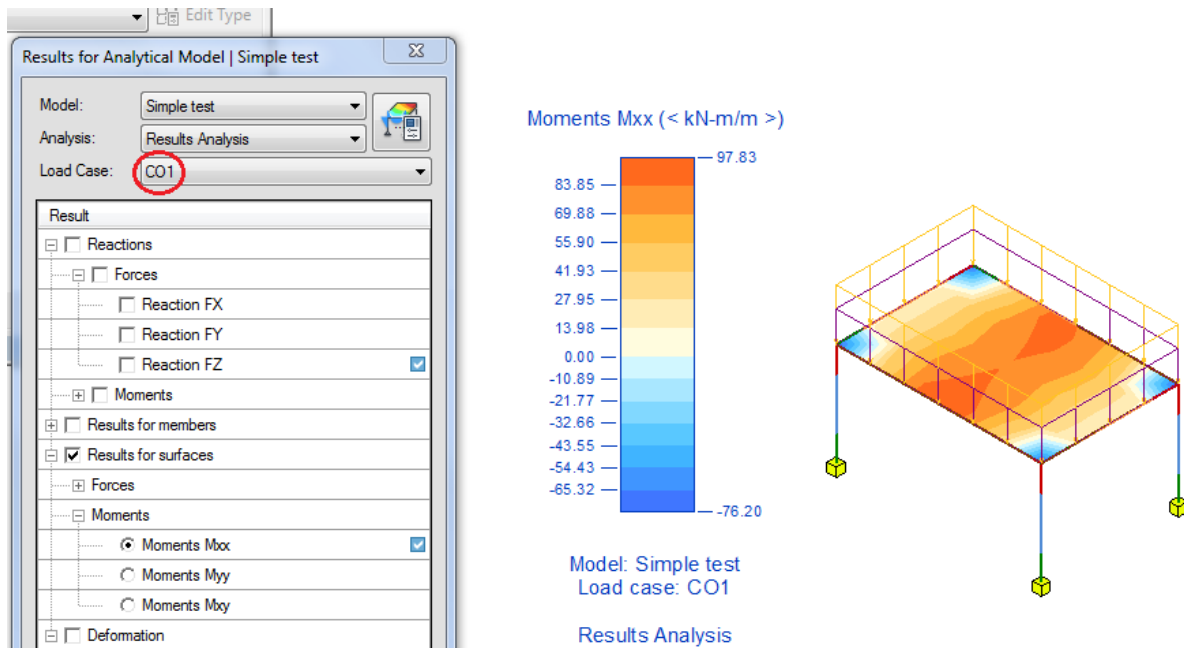 Edit Type
Results for Analytical Model | Simple test
Model:
Simple test
Analysis:
Results Analysis
Load Case:
CO1
Result
Reactions
Forces
Reaction FX
Reaction FY
Reaction FZ
Moments
Results for members
Results for surfaces
Forces
Moments
Moments Mxx
Moments Myy
Moments Mxy
Deformation
Moments Mxx (< kN-m/m >)
97.83
83.85
69.88
55.90
41.93
27.95
13.98
0.00
-10.89
-21.77
-32.66
-43.55
-54.43
-65.32
-76.20
Model: Simple test
Load case: CO1
Results Analysis